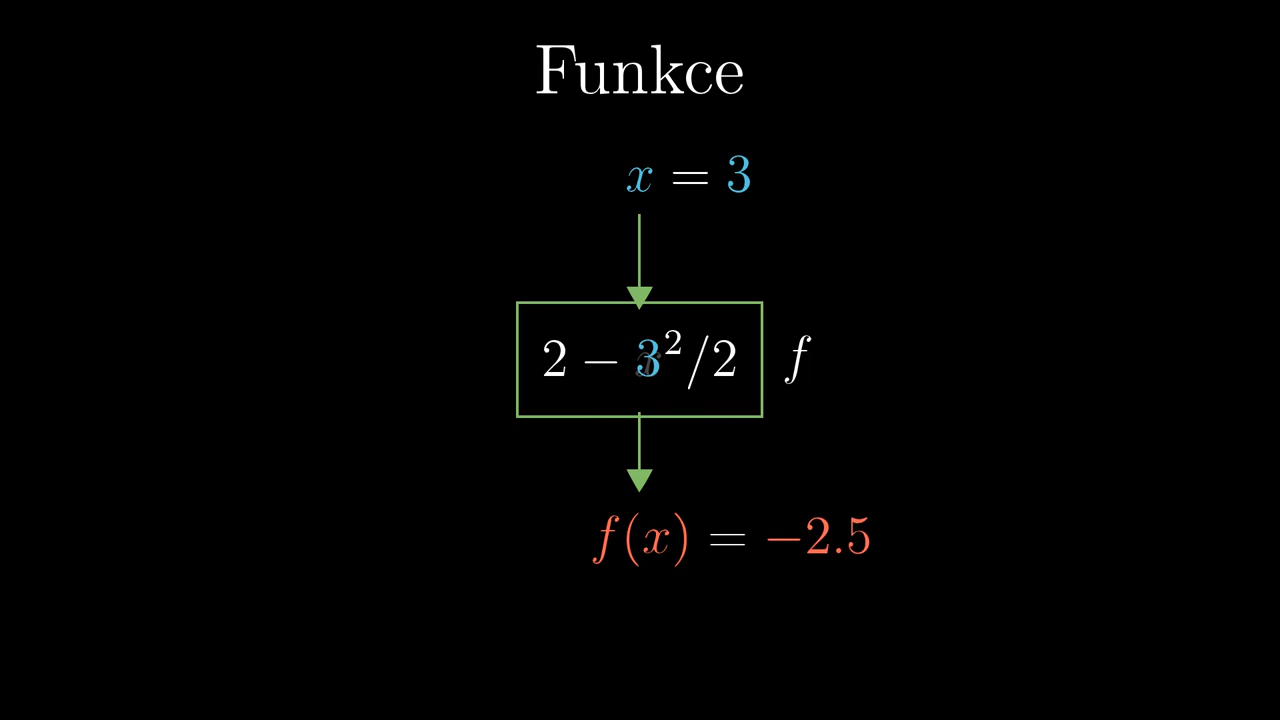 Funkce
x = 3
2 − 3²/2 f
f(x) = −2.5